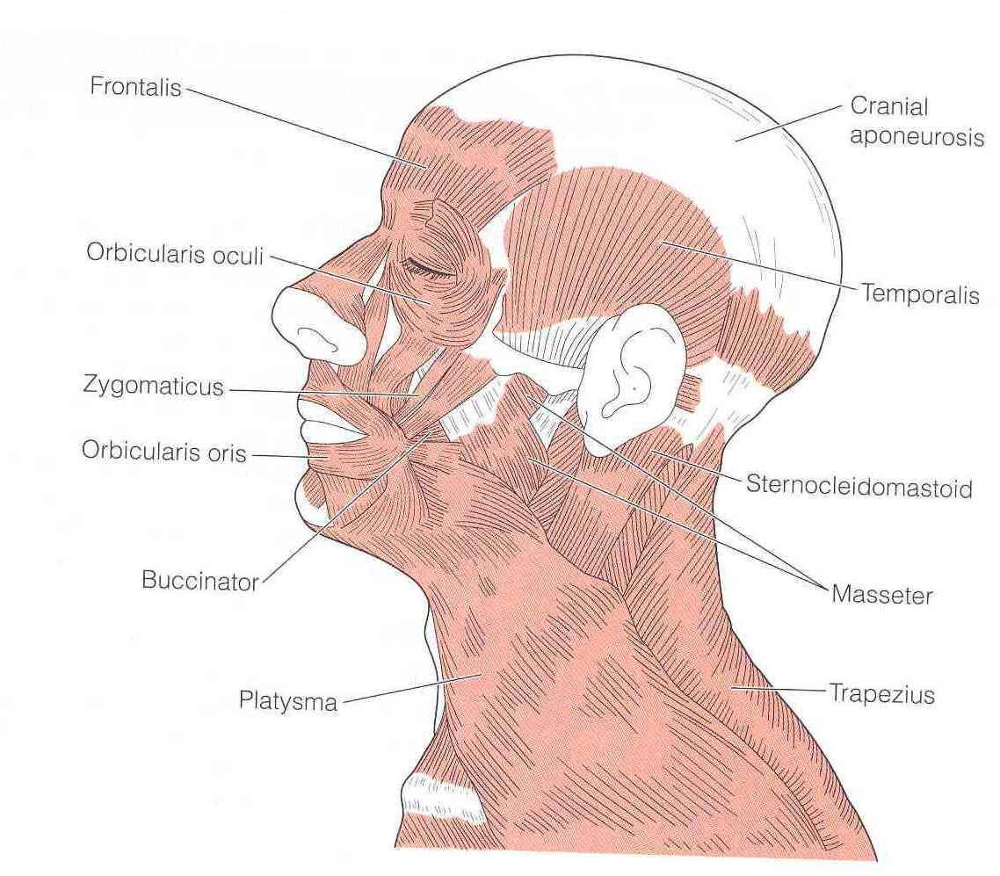 Frontalis
Cranial
aponeurosis
Orbicularis oculi
Temporalis
Zygomaticus
Orbicularis oris
Sternocleidomastoid
Buccinator
Masseter
Platysma
Trapezius